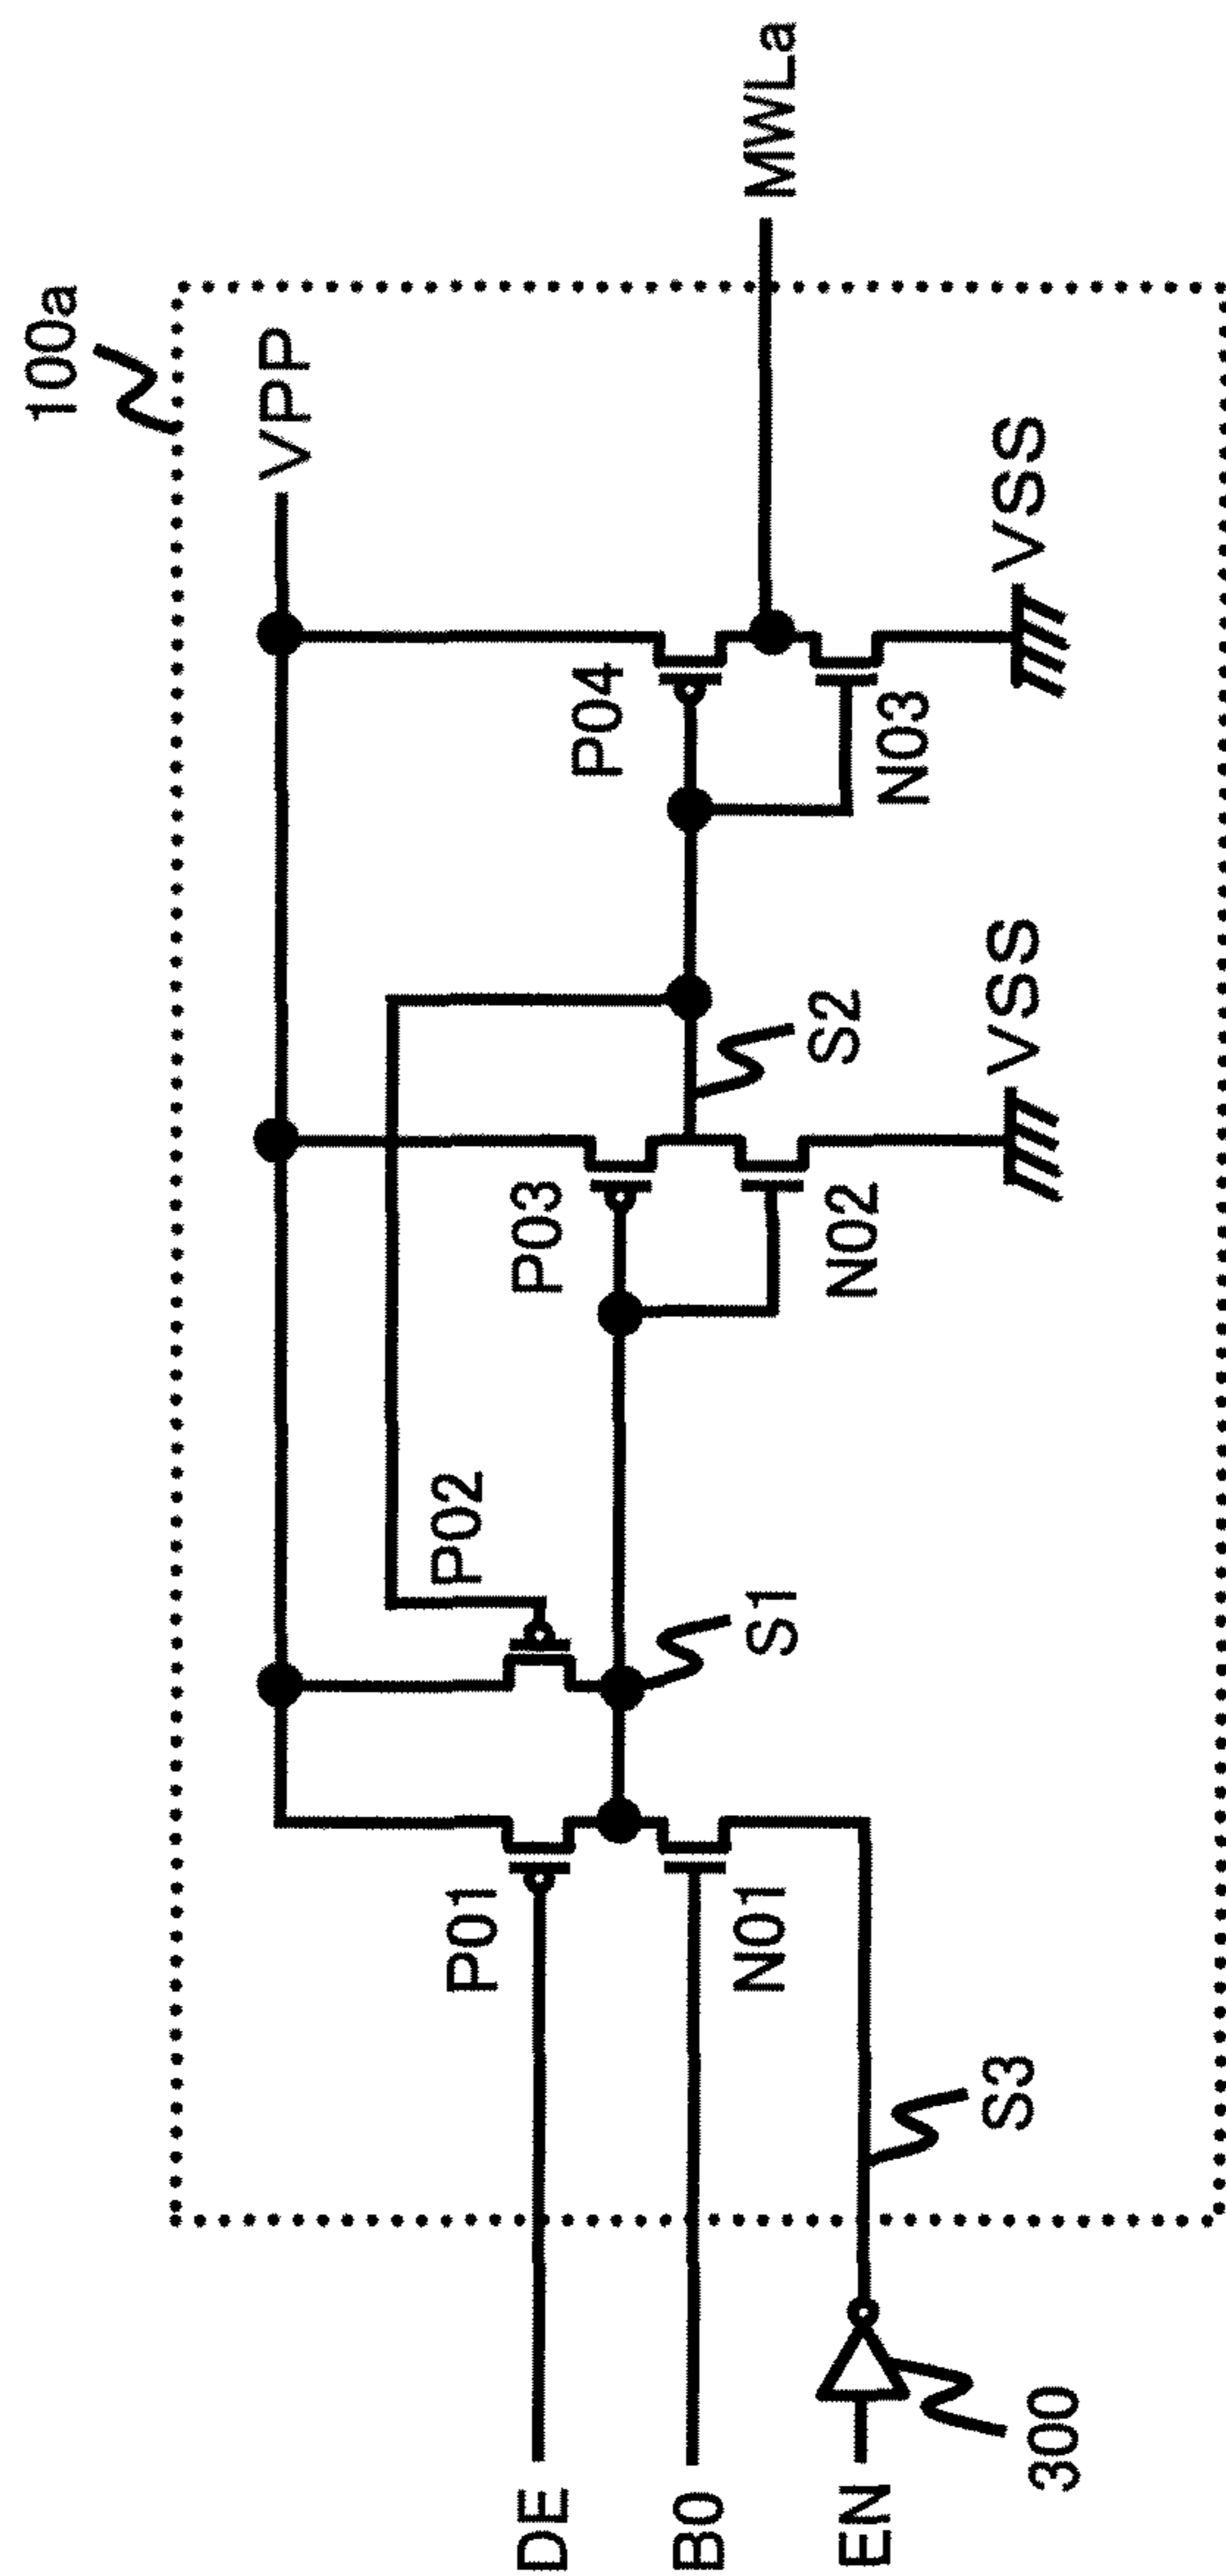 100a
VPP
MWLa
P04
N03
VSS
P03
N02
S2
VSS
P02
S1
P01
N01
S3
DE
B0
EN
300